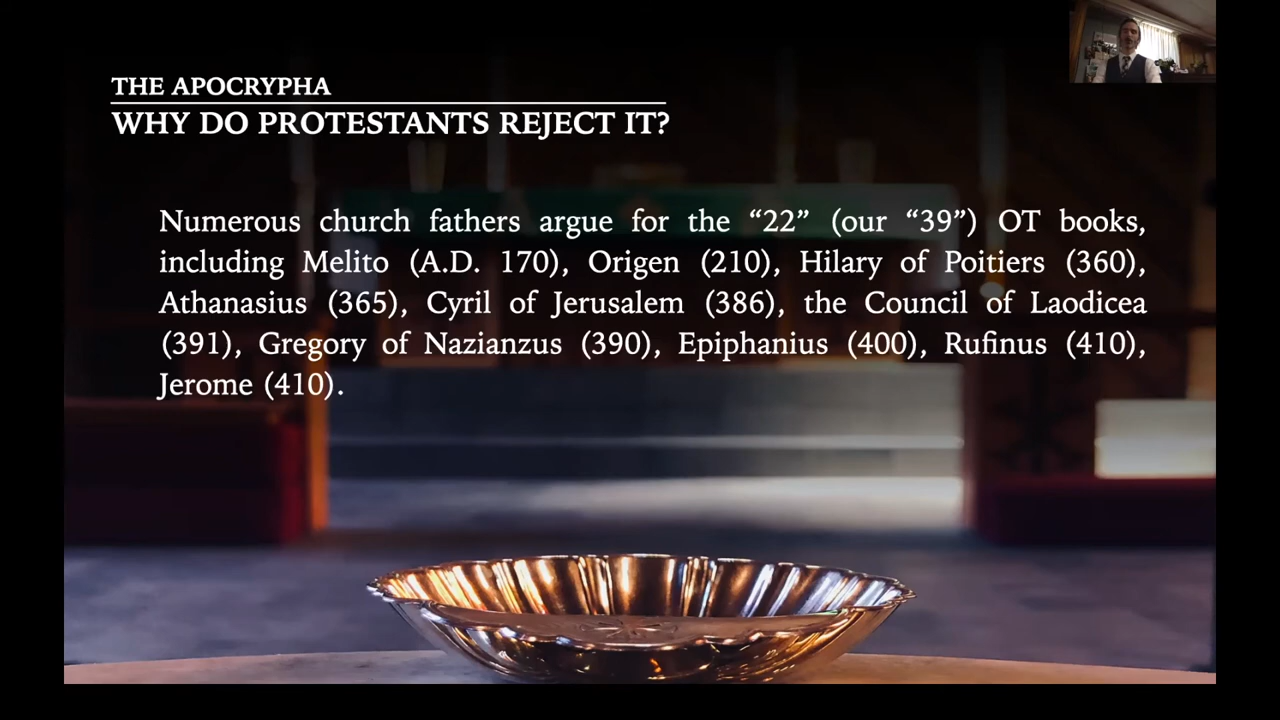 THE APOCRYPHA
WHY DO PROTESTANTS REJECT IT?
Numerous church fathers argue for the “22” (our “39”) OT books,
including Melito (A.D. 170), Origen (210), Hilary of Poitiers (360),
Athanasius (365), Cyril of Jerusalem (386), the Council of Laodicea
(391), Gregory of Nazianzus (390), Epiphanius (400), Rufinus (410),
Jerome (410).